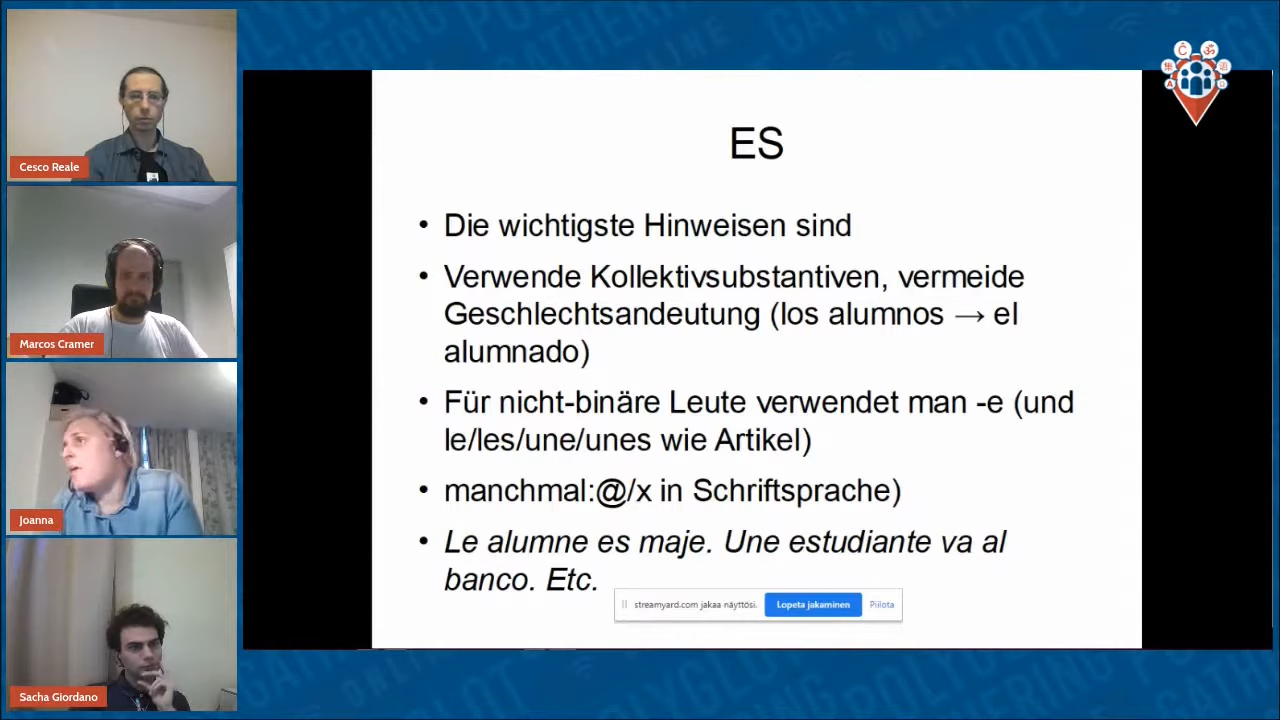 Cesco Reale
Marcos Cramer
Joanna
Sacha Giordano
ES
• Die wichtigste Hinweisen sind
• Verwende Kollektivsubstantiven, vermeide
Geschlechtsandeutung (los alumnos → el
alumnado)
• Für nicht-binäre Leute verwendet man -e (und
le/les/une/unes wie Artikel)
• manchmal:@/x in Schriftsprache)
• Le alumne es maje. Une estudiante va al
banco. Etc.
streamyard.com jakaa näyttösi.
Lopeta jakaminen
Piilota